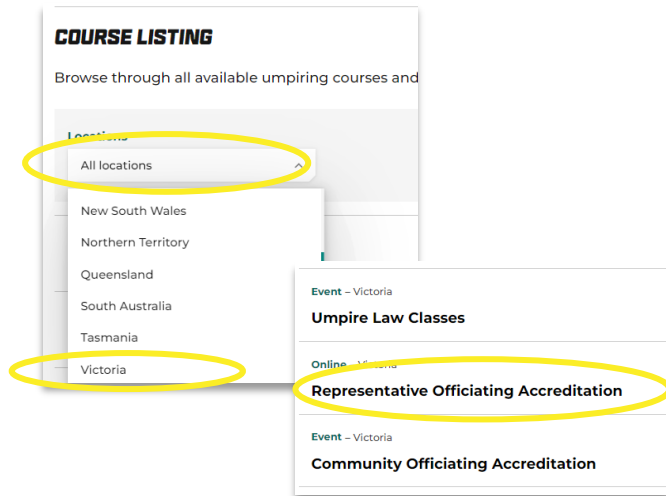 COURSE LISTING
Browse through all available umpiring courses and
Locations
All locations
New South Wales
Northern Territory
Queensland
South Australia
Tasmania
Victoria
Event – Victoria
Umpire Law Classes
Online – Victoria
Representative Officiating Accreditation
Event – Victoria
Community Officiating Accreditation